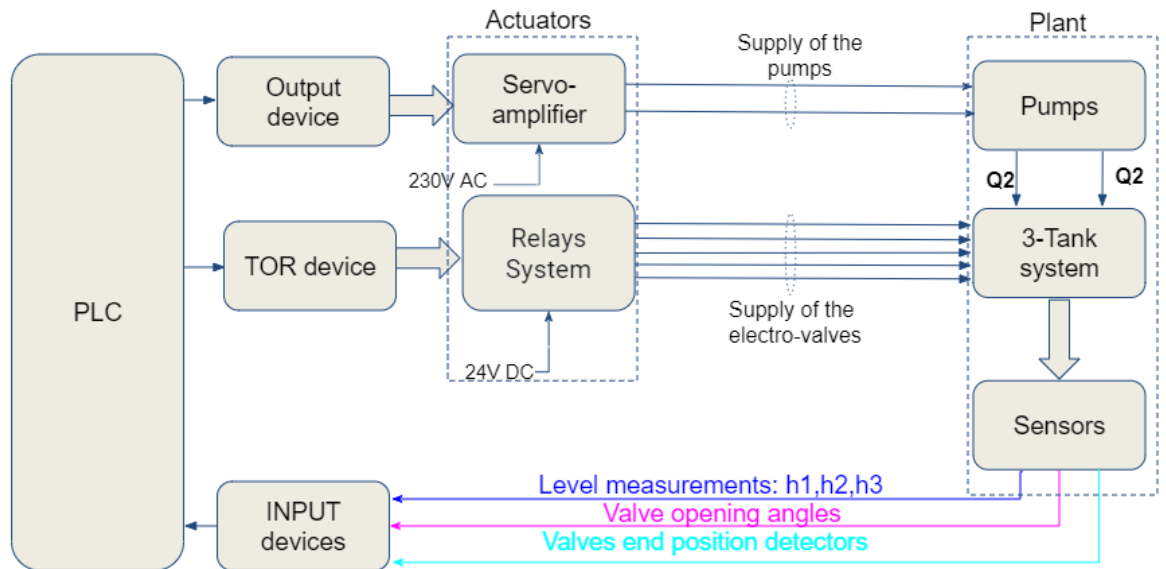 Actuators
Plant
Output
device
Servo-
amplifier
Supply of the
pumps
Pumps
230V AC
Q2
Q2
PLC
TOR device
Relays
System
3-Tank
system
Supply of the
electro-valves
24V DC
Sensors
INPUT
devices
Level measurements: h1,h2,h3
Valve opening angles
Valves end position detectors